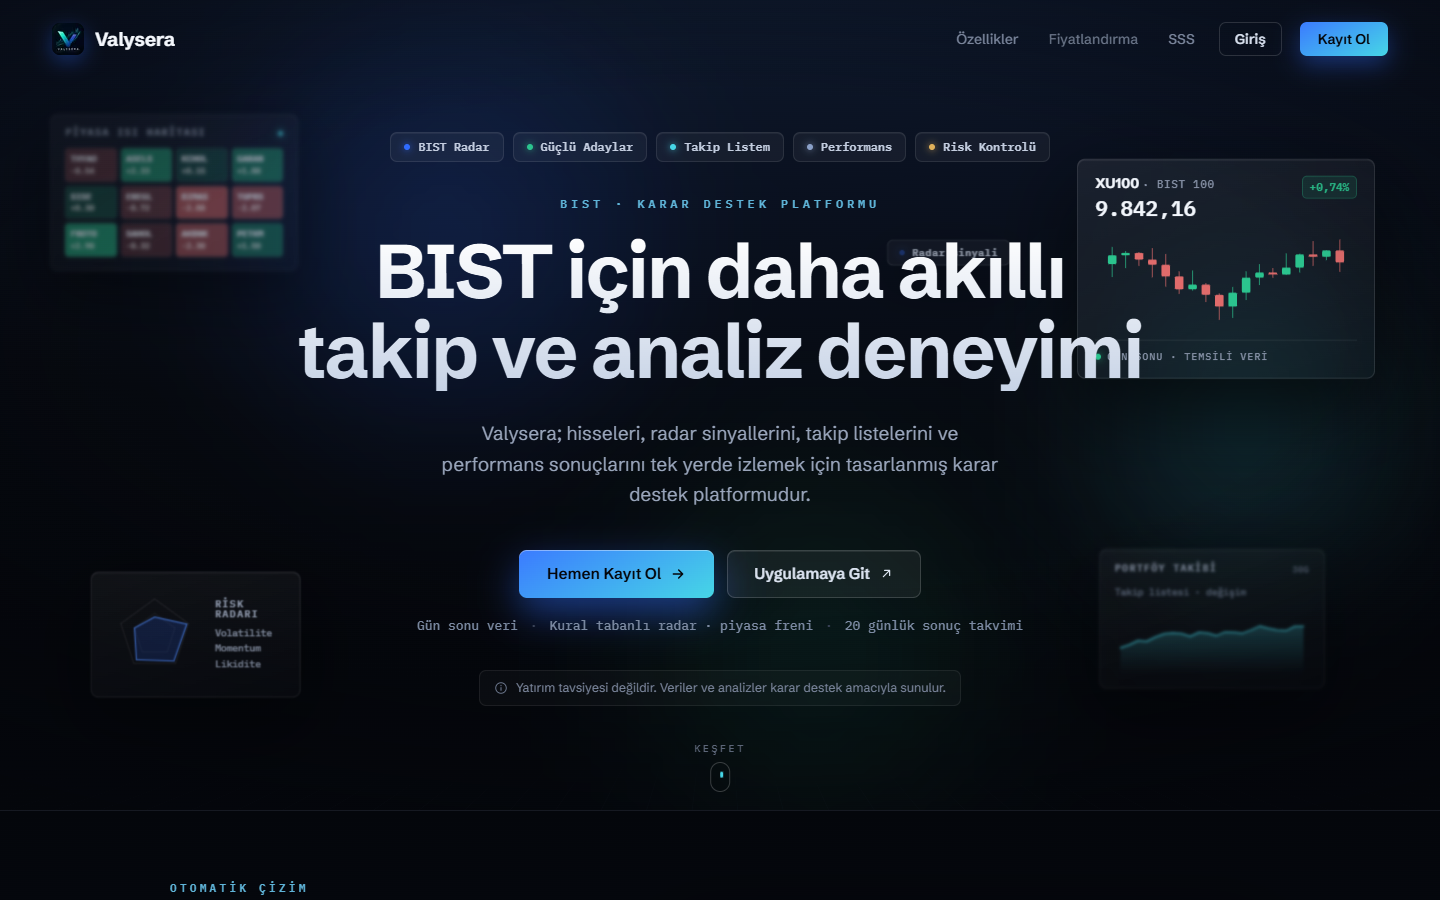 Valysera
Özellikler
Fiyatlandırma
SSS
Giriş
Kayıt Ol
BIST Radar
Güçlü Adaylar
Takip Listem
Performans
Risk Kontrolü
BIST · KARAR DESTEK PLATFORMU
BIST için daha akıllı
takip ve analiz deneyimi
XU100 · BIST 100
+0,74%
9.842,16
SONU · TEMSİLİ VERİ
Valysera; hisseleri, radar sinyallerini, takip listelerini ve
performans sonuçlarını tek yerde izlemek için tasarlanmış karar
destek platformudur.
Hemen Kayıt Ol →
Uygulamaya Git ↗
Gün sonu veri · Kural tabanlı radar · piyasa freni · 20 günlük sonuç takvimi
Yatırım tavsiyesi değildir. Veriler ve analizler karar destek amacıyla sunulur.
RİSK
RADARI
Volatilite
Momentum
Likidite
PORTFÖY TAKİBİ
Takip listesi · değişim
KEŞFET
OTOMATİK ÇİZİM